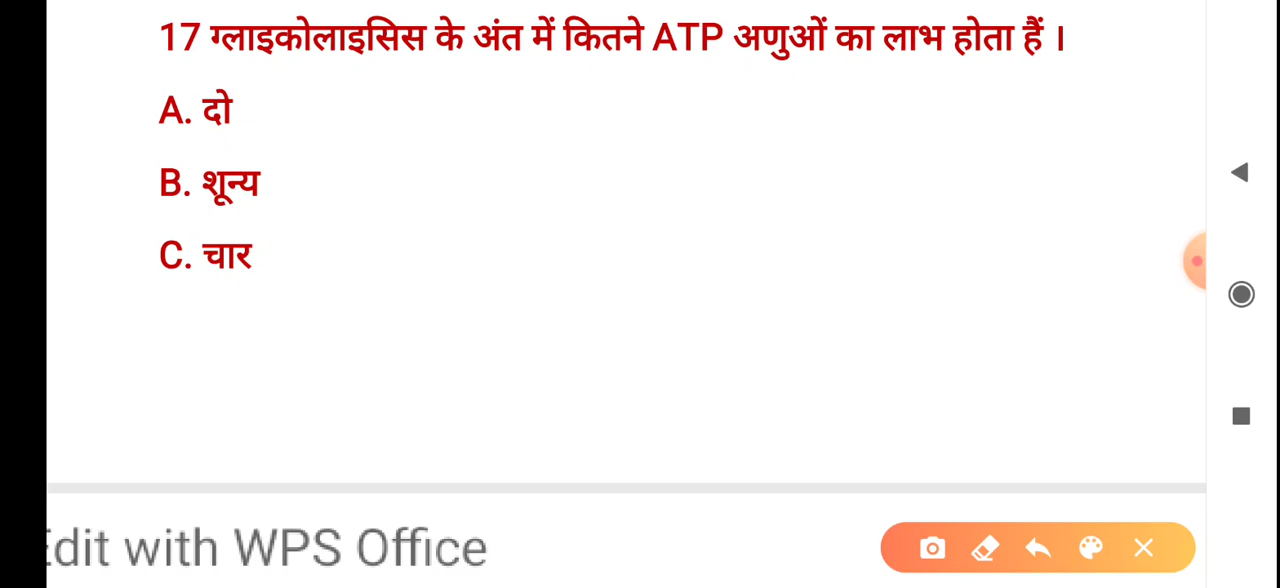 17 ग्लाइकोलाइसिस के अंत में कितने ATP अणुओं का लाभ होता हैं ।
A. दो
B. शून्य
C. चार
Edit with WPS Office